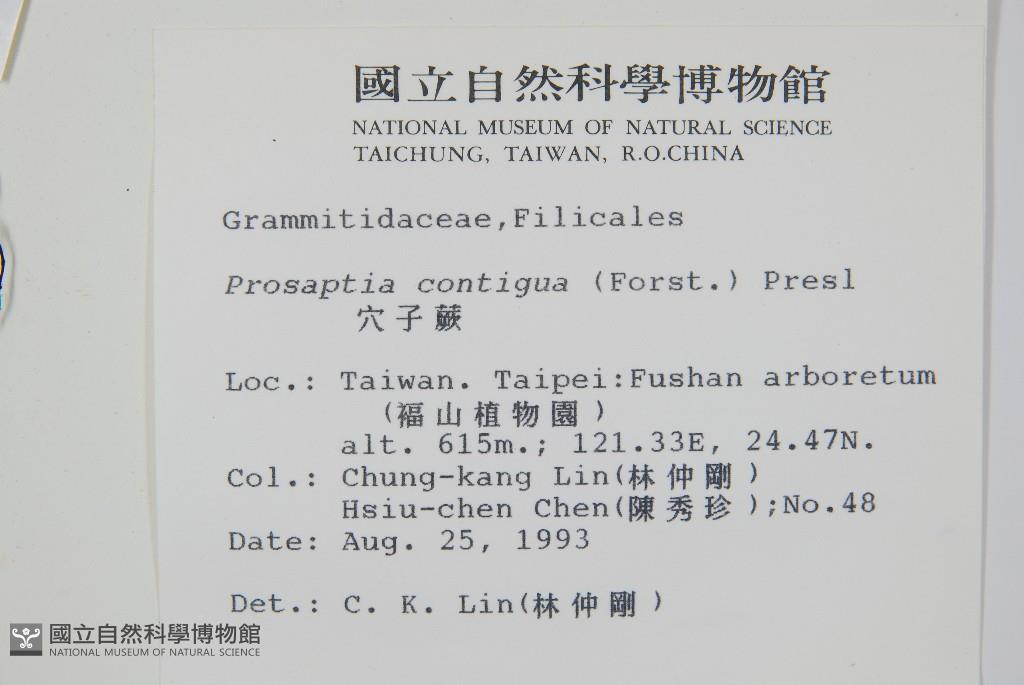 國立自然科學博物館
NATIONAL MUSEUM OF NATURAL SCIENCE
TAICHUNG, TAIWAN, R.O.CHINA
Grammitidaceae,Filicales
Prosaptia contigua (Forst.) Presl
穴子蕨
Loc.: Taiwan. Taipei:Fushan arboretum
(福山植物園)
alt. 615m.; 121.33E, 24.47N.
Col.: Chung-kang Lin(林仲剛)
Hsiu-chen Chen(陳秀珍);No.48
Date: Aug. 25, 1993
Det.: C. K. Lin(林仲剛)
國立自然科學博物館
NATIONAL MUSEUM OF NATURAL SCIENCE